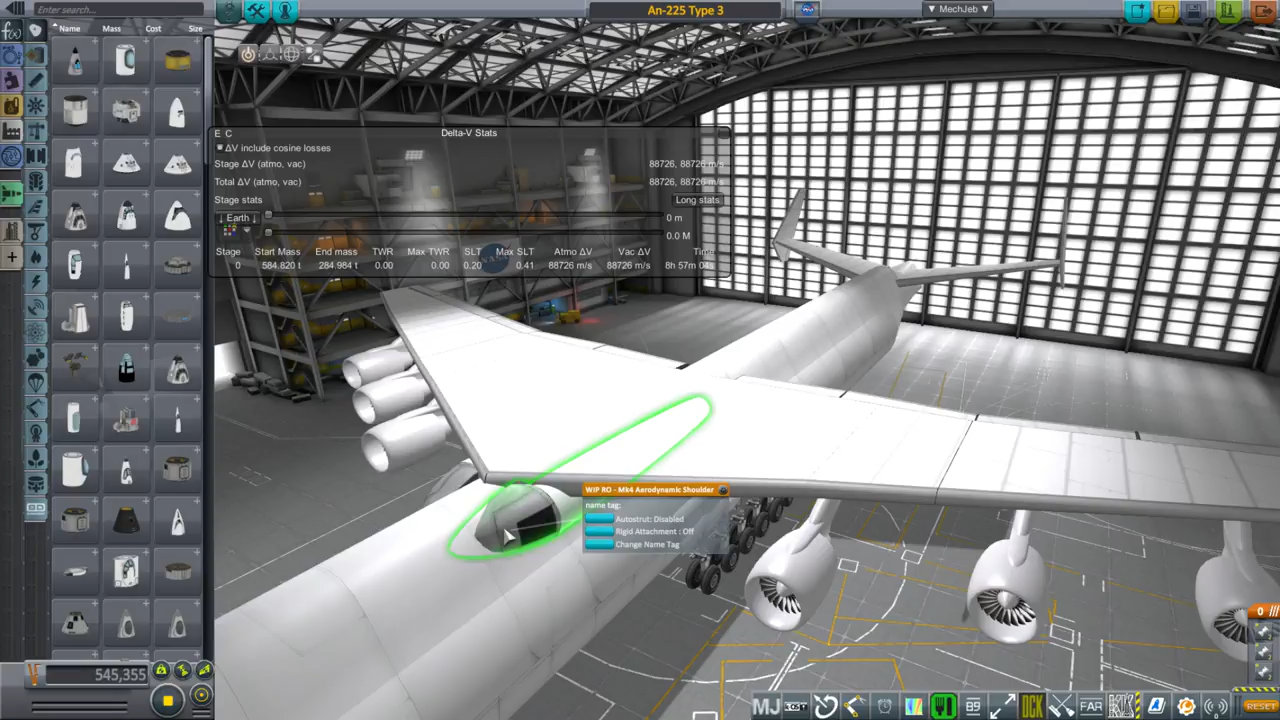 Enter search...
An-225 Type 3
▼ MechJeb ▼
Name Mass Cost Size
E C Delta-V Stats
ΔV include cosine losses
Stage ΔV (atmo, vac) 88726, 88726 m/s
Total ΔV (atmo, vac) 88726, 88726 m/s
Stage stats Long stats
↓ Earth ↓ 0 m
0.0 M
Stage Start Mass End mass TWR Max TWR SLT Max SLT Atmo ΔV Vac ΔV Time
0 584.820 t 284.984 t 0.00 0.00 0.20 0.41 88726 m/s 88726 m/s 8h 57m 04s
WIP RO - Mk4 Aerodynamic Shoulder
name tag:
Autostrut: Disabled
Rigid Attachment : Off
Change Name Tag
0
545,355
MJ COST DCK FAR RESET